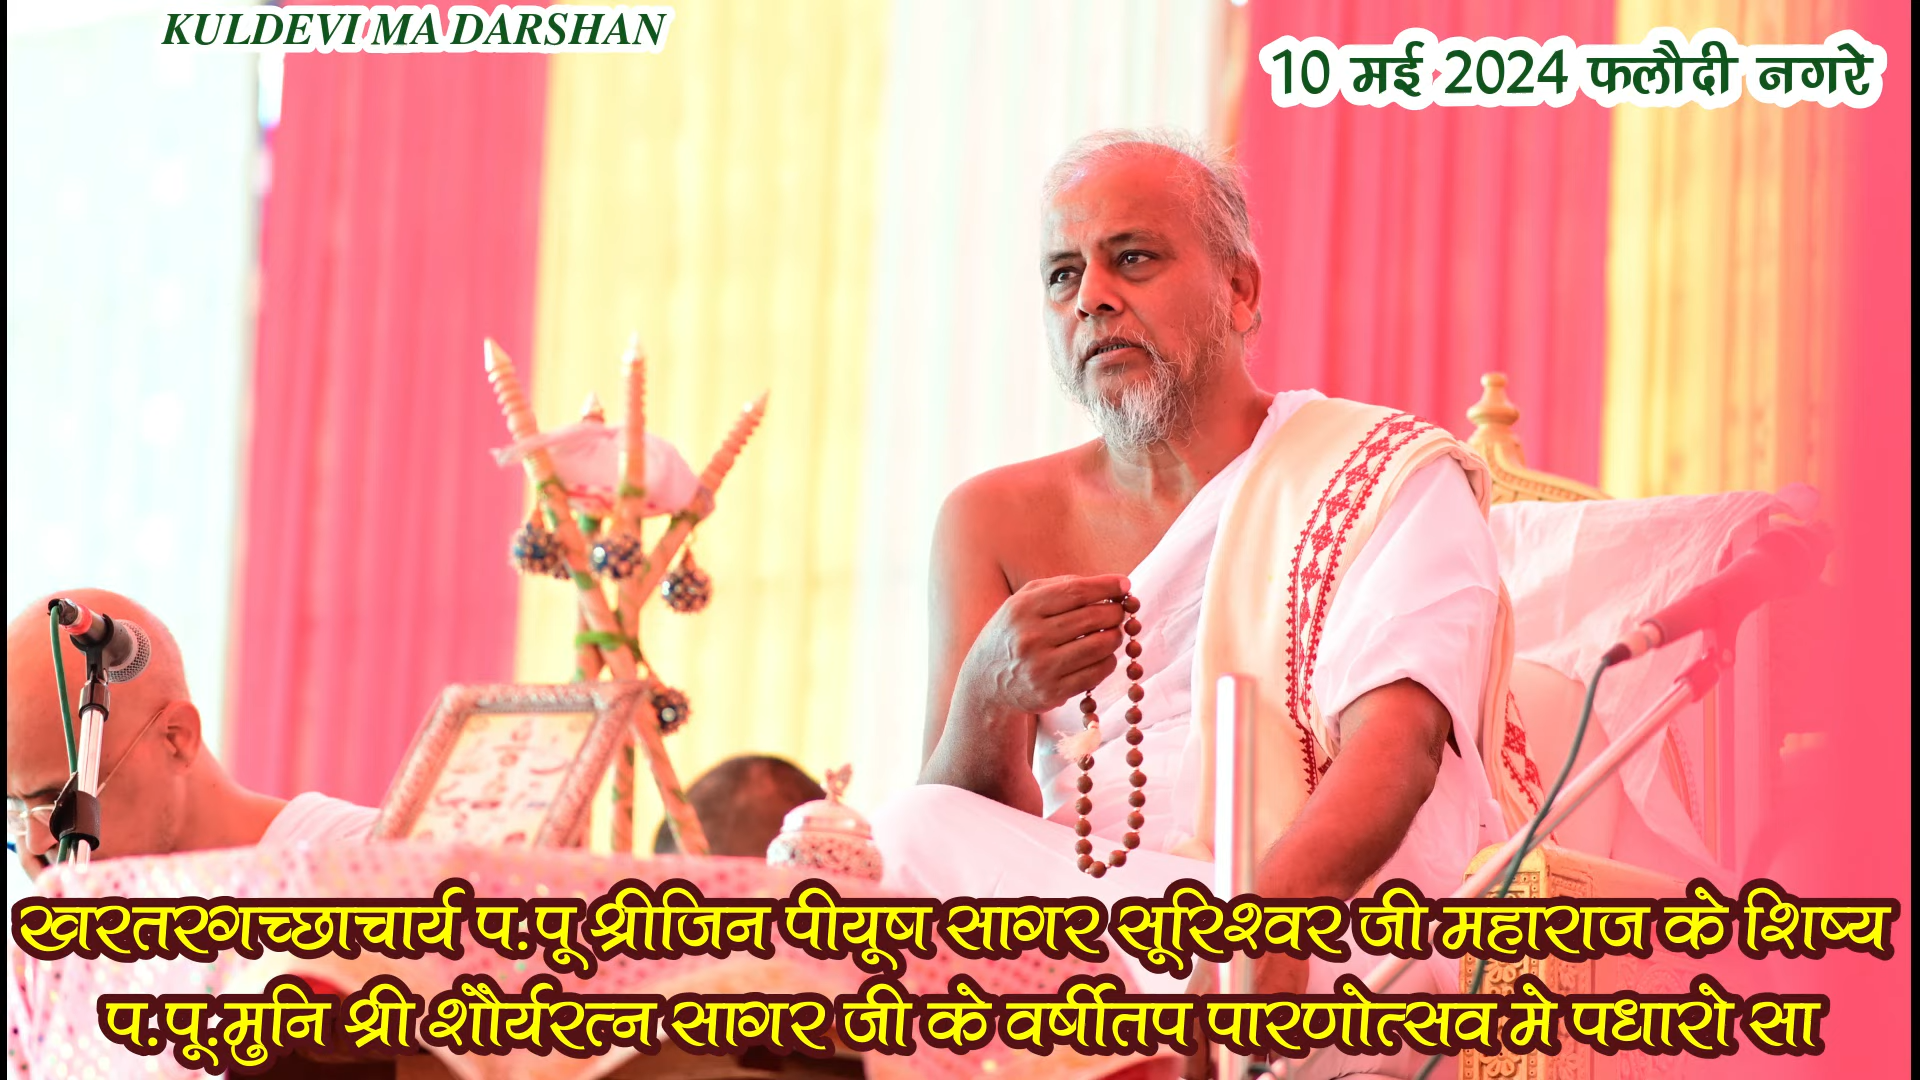 KULDEVI MA DARSHAN
10 मई 2024 फलौदी नगरे
खरतरगच्छाचार्य प.पू श्रीजिन पीयूष सागर सूरिश्वर जी महाराज के शिष्य
प.पू.मुनि श्री शौर्यरत्न सागर जी के वर्षीतप पारणोत्सव मे पधारो सा